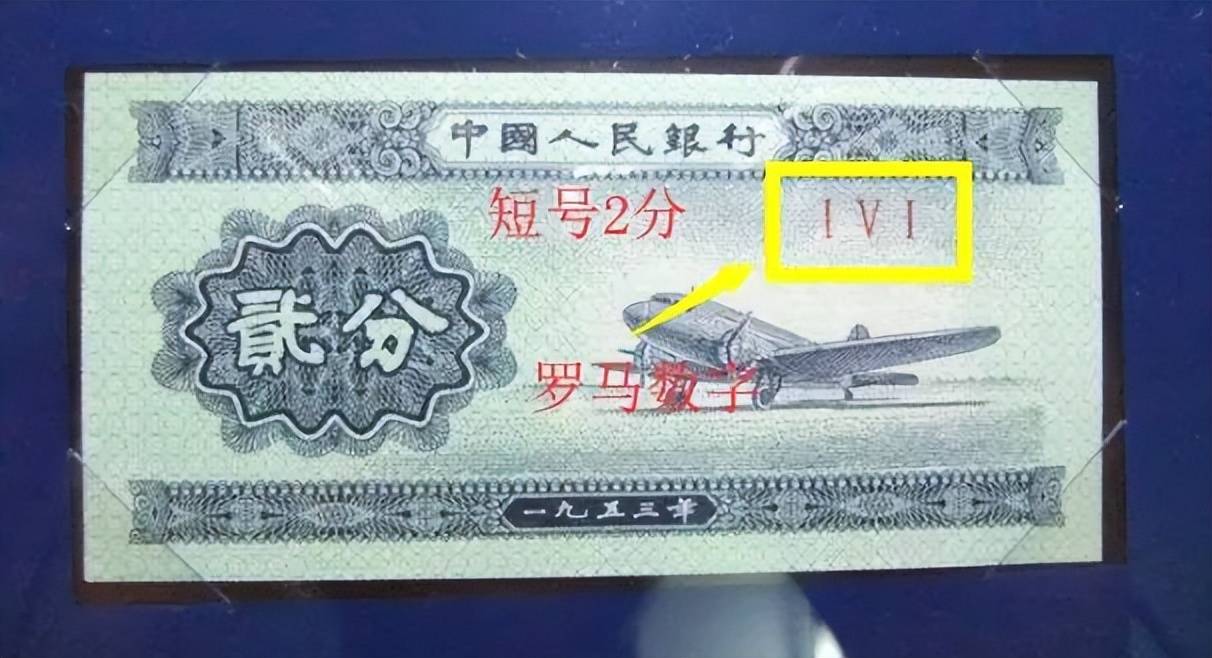 中國人民銀行
短号2分
I V I
貳分
罗马数字
一九五三年